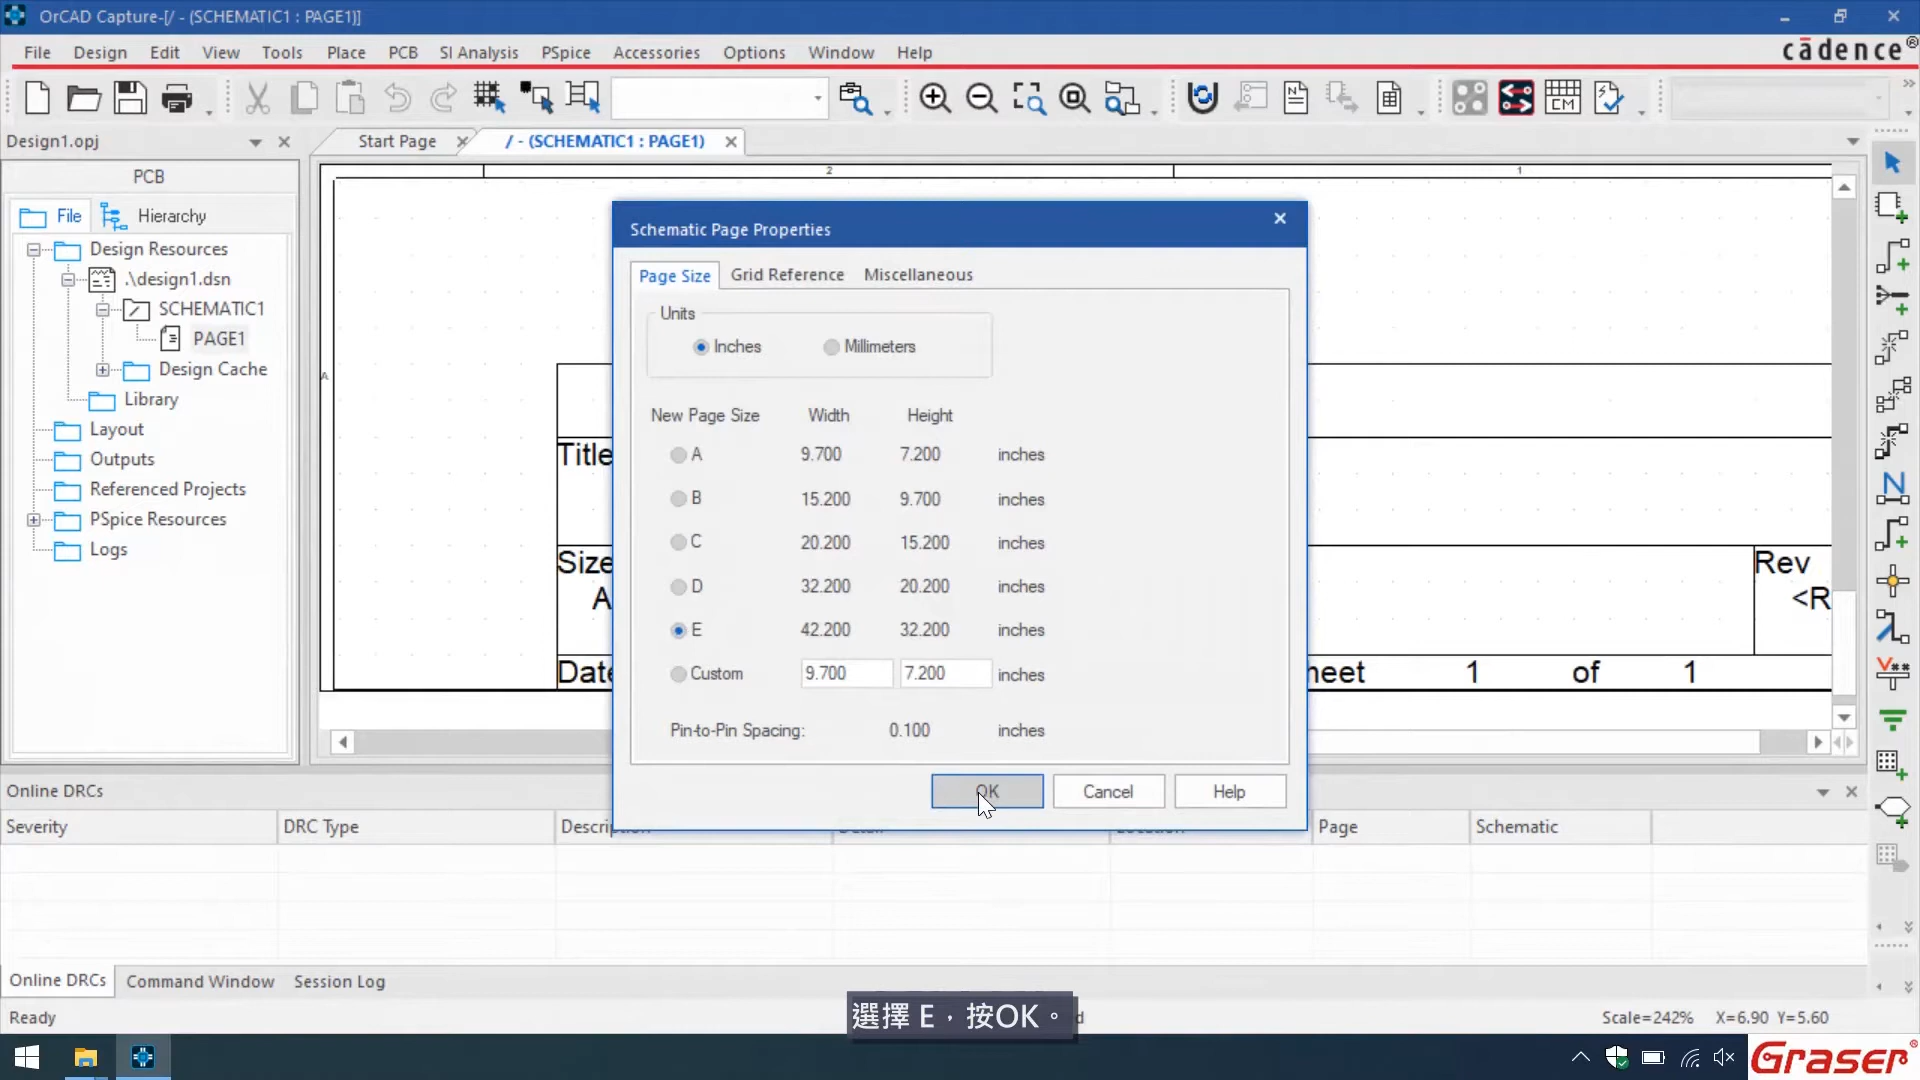 OrCAD Capture-[/ - (SCHEMATIC1 : PAGE1)]
File Design Edit View Tools Place PCB SI Analysis PSpice Accessories Options Window Help
cādence®
Design1.opj
Start Page
/ - (SCHEMATIC1 : PAGE1)
PCB
File Hierarchy
Design Resources
.\design1.dsn
SCHEMATIC1
PAGE1
Design Cache
Library
Layout
Outputs
Referenced Projects
PSpice Resources
Logs
2 1
A
Title
Size
A
Rev
<R
Date
heet 1 of 1
Schematic Page Properties
Page Size Grid Reference Miscellaneous
Units
Inches Millimeters
New Page Size Width Height
A 9.700 7.200 inches
B 15.200 9.700 inches
C 20.200 15.200 inches
D 32.200 20.200 inches
E 42.200 32.200 inches
Custom 9.700 7.200 inches
Pin-to-Pin Spacing: 0.100 inches
OK Cancel Help
CM
N
V**
Online DRCs
Severity DRC Type Description Detail Location Page Schematic
Online DRCs Command Window Session Log
Ready
選擇 E，按OK。
d
Scale=242% X=6.90 Y=5.60
Graser®